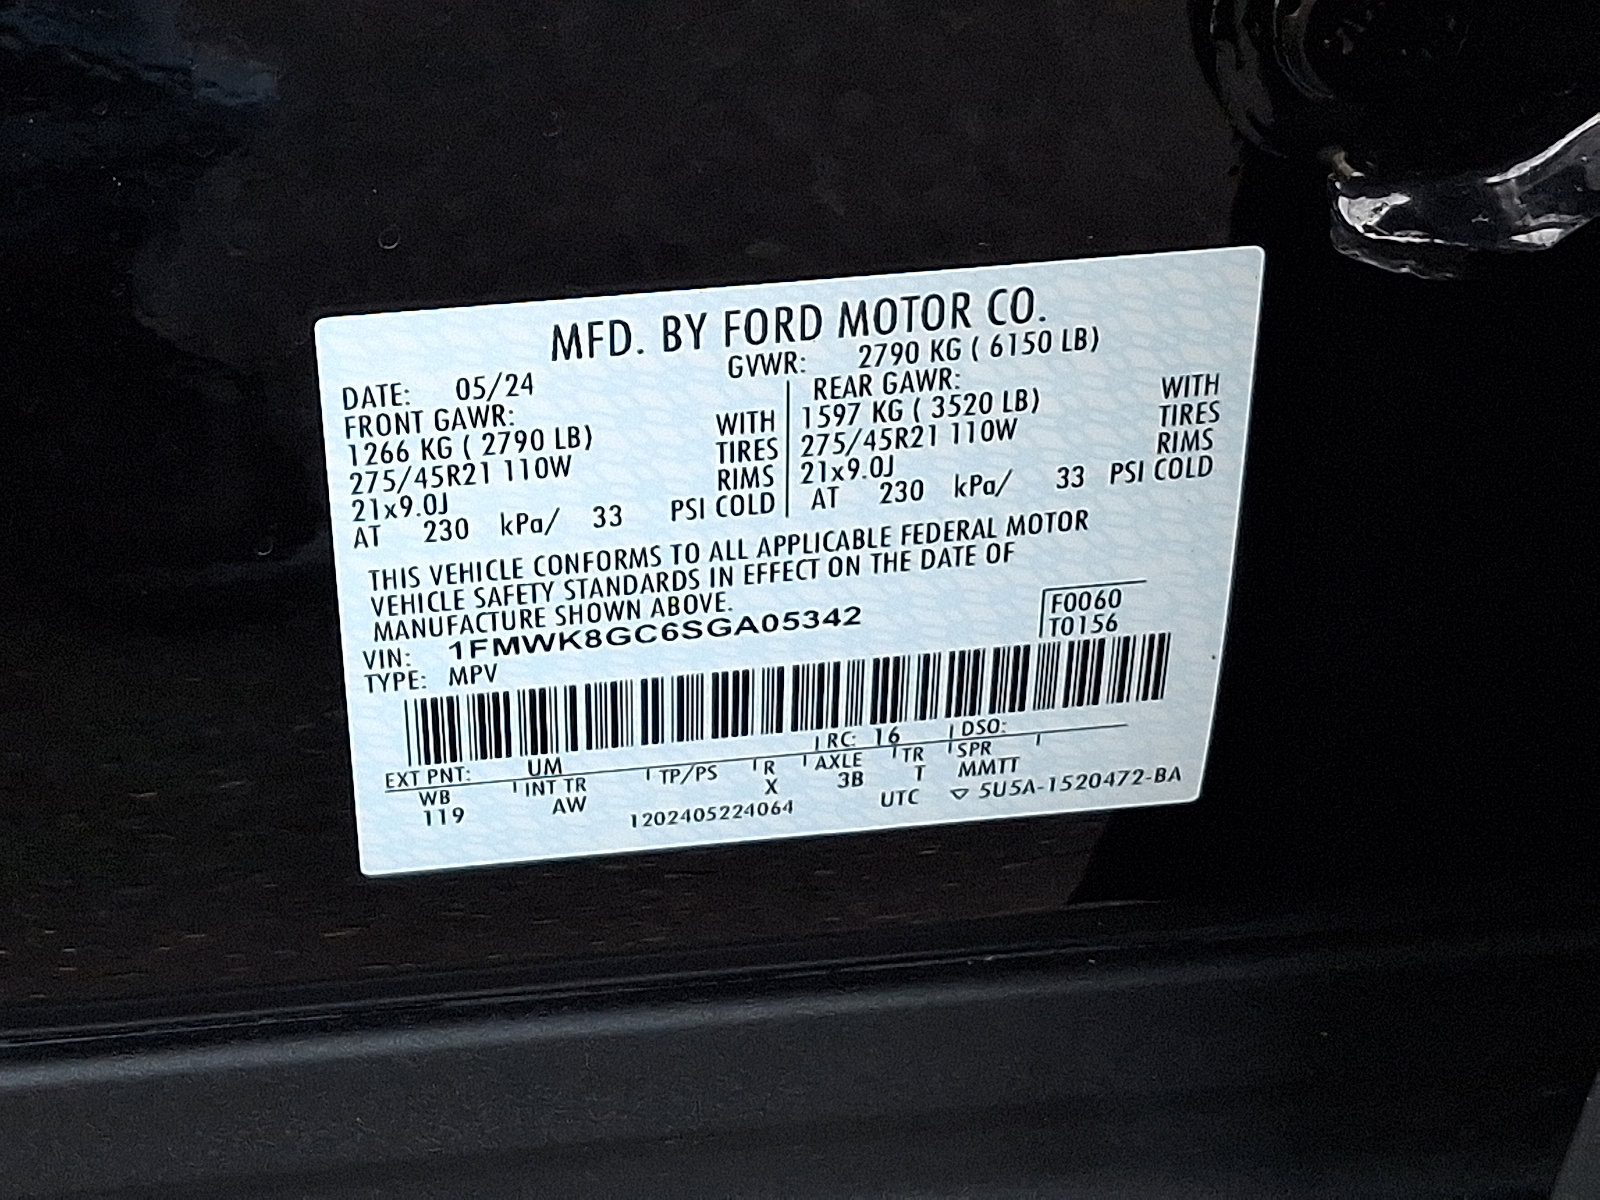 MFD. BY FORD MOTOR CO.
DATE: 05/24 GVWR: 2790 KG ( 6150 LB)
FRONT GAWR: WITH
1266 KG ( 2790 LB) TIRES
275/45R21 110W RIMS
21x9.0J
AT 230 kPa/ 33 PSI COLD
REAR GAWR: WITH
1597 KG ( 3520 LB) TIRES
275/45R21 110W RIMS
21x9.0J
AT 230 kPa/ 33 PSI COLD
THIS VEHICLE CONFORMS TO ALL APPLICABLE FEDERAL MOTOR
VEHICLE SAFETY STANDARDS IN EFFECT ON THE DATE OF
MANUFACTURE SHOWN ABOVE.
VIN: 1FMWK8GC6SGA05342 F0060
TYPE: MPV T0156
EXT PNT: UM RC: 16 DSO:
WB INT TR TP/PS R AXLE TR SPR
119 AW X 3B T MMTT
1202405224064 UTC ▽ 5U5A-1520472-BA